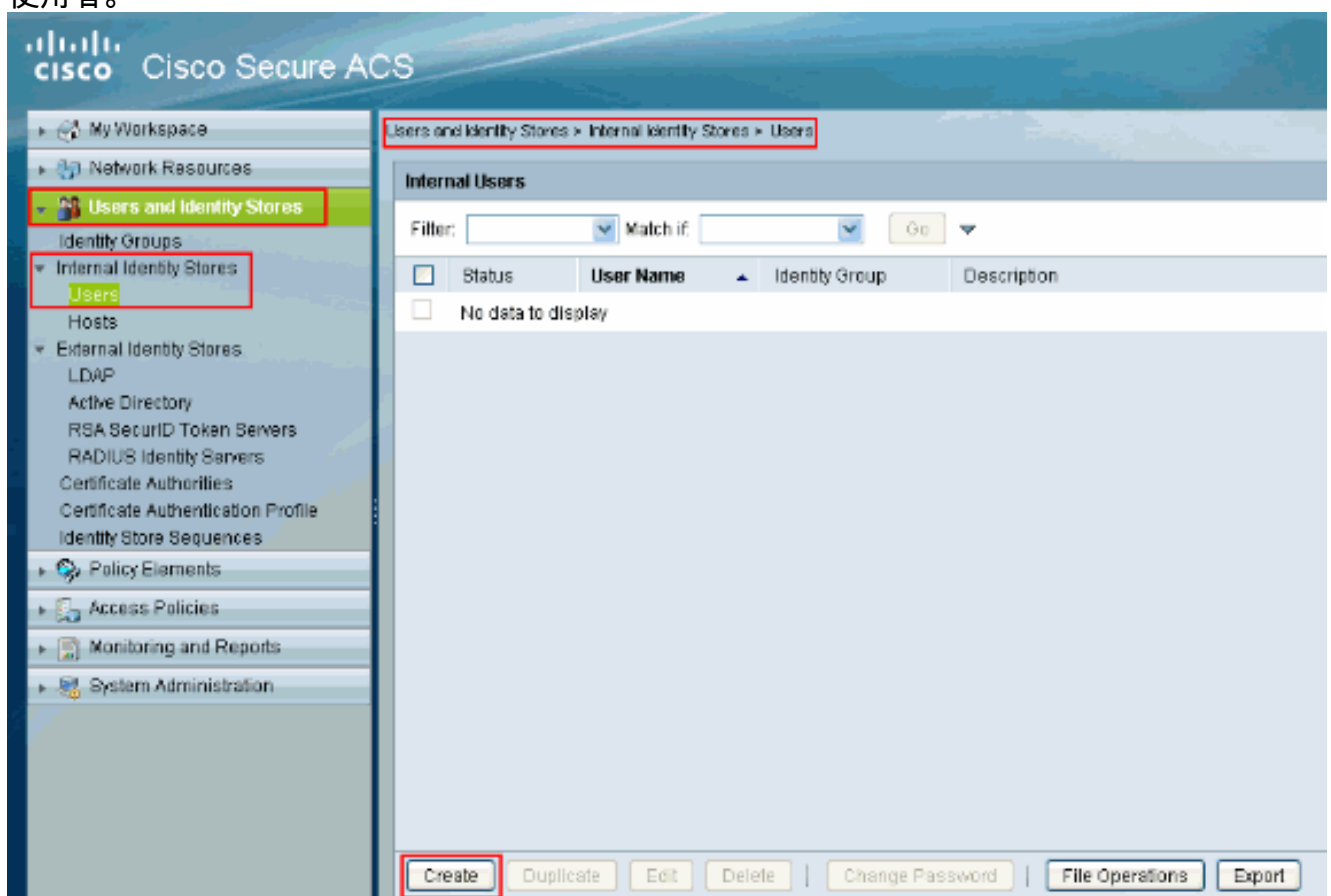 使用者。
CISCO Cisco Secure ACS
My Workspace
Network Resources
Users and Identity Stores
Identity Groups
Internal Identity Stores
Users
Hosts
External Identity Stores
LDAP
Active Directory
RSA SecurID Token Servers
RADIUS Identity Servers
Certificate Authorities
Certificate Authentication Profile
Identity Store Sequences
Policy Elements
Access Policies
Monitoring and Reports
System Administration
Users and Identity Stores > Internal Identity Stores > Users
Internal Users
Filter: Match if: Go
Status User Name Identity Group Description
No data to display
Create Duplicate Edit Delete | Change Password | File Operations Export